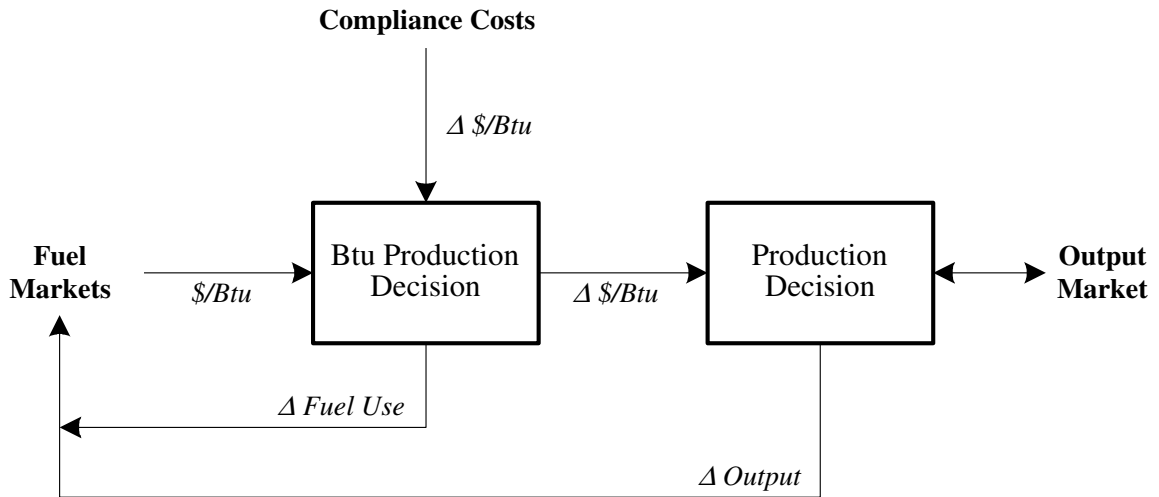 Compliance Costs
Δ $/Btu
Fuel
Markets
$/Btu
Btu Production
Decision
Δ $/Btu
Production
Decision
Output
Market
Δ Fuel Use
Δ Output